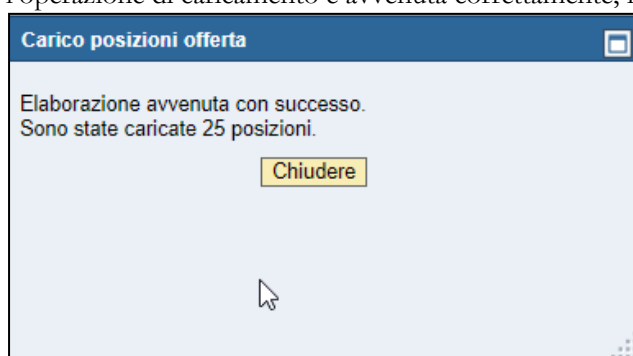 l'operazione di caricamento è avvenuta correttamente,
Carico posizioni offerta
Elaborazione avvenuta con successo.
Sono state caricate 25 posizioni.
Chiudere